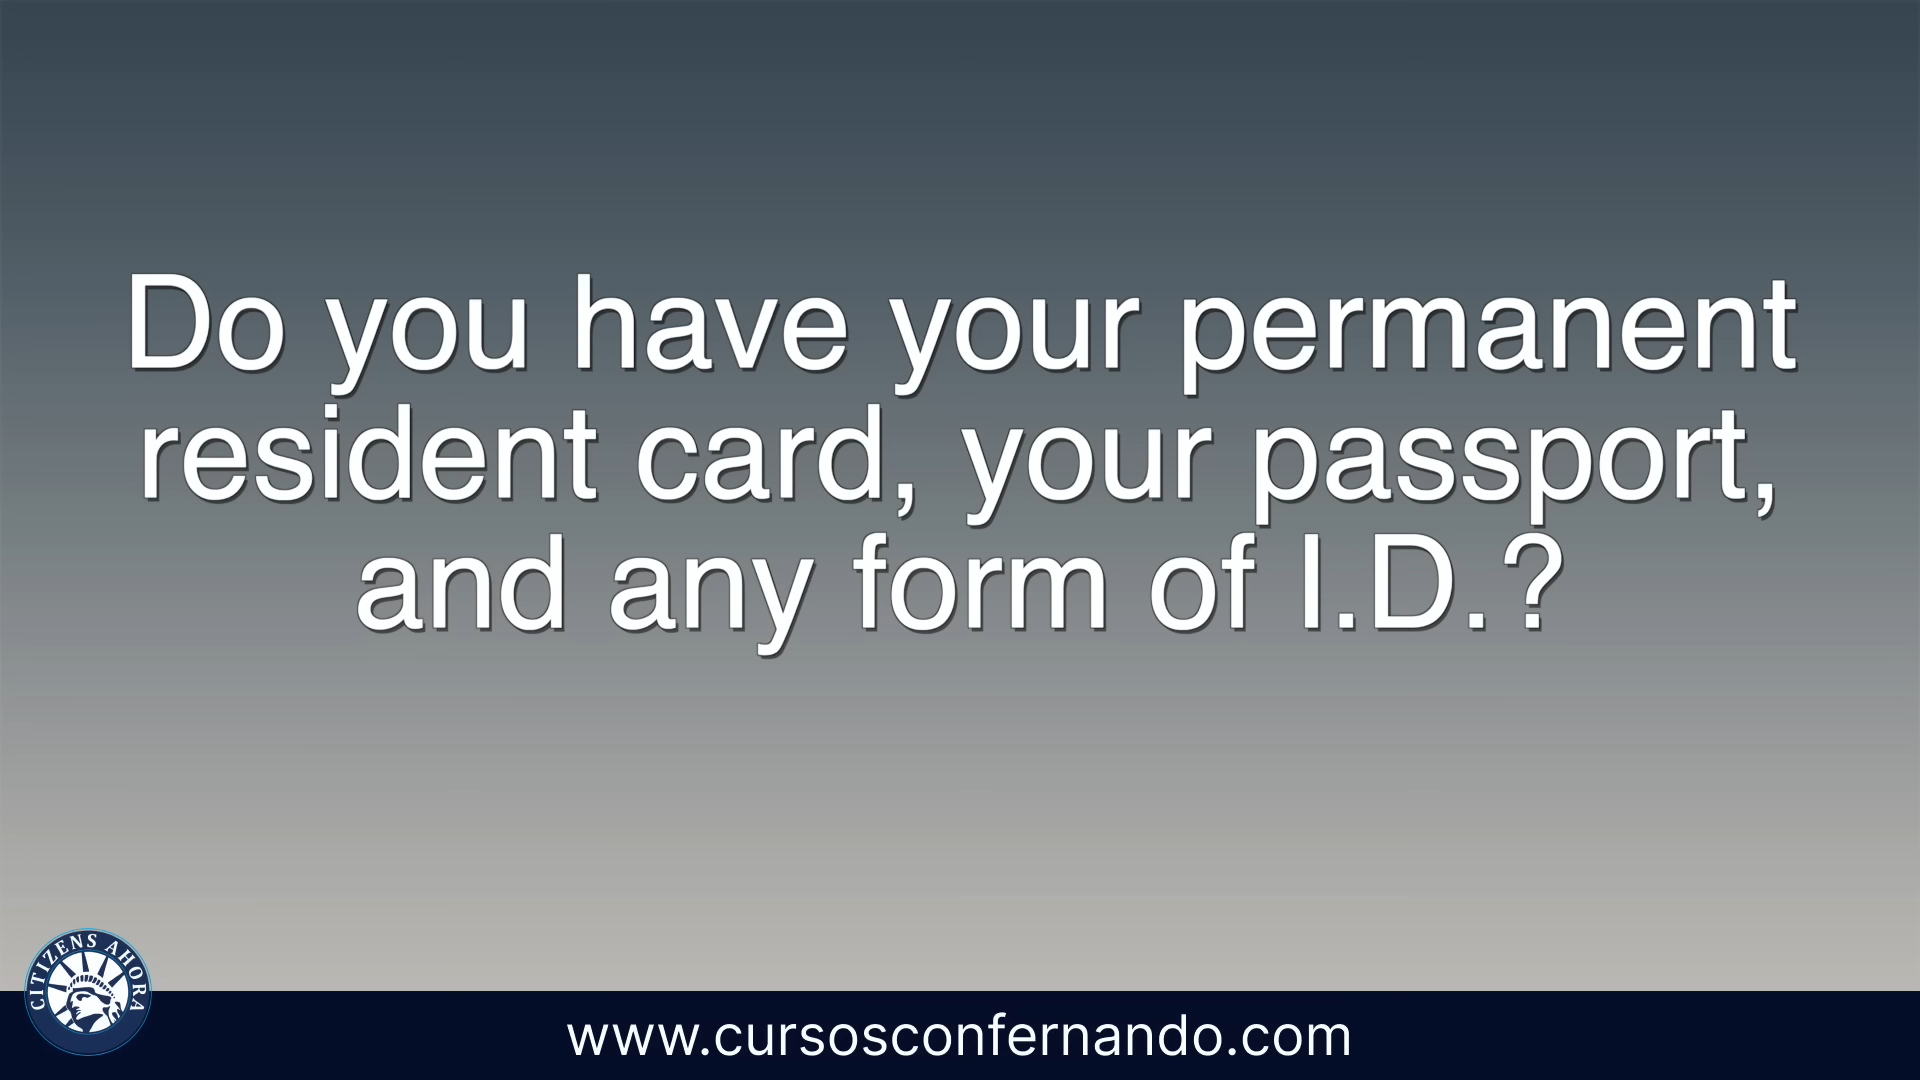 Do you have your permanent
resident card, your passport,
and any form of I.D.?
CITIZENS AHORA
www.cursosconfernando.com